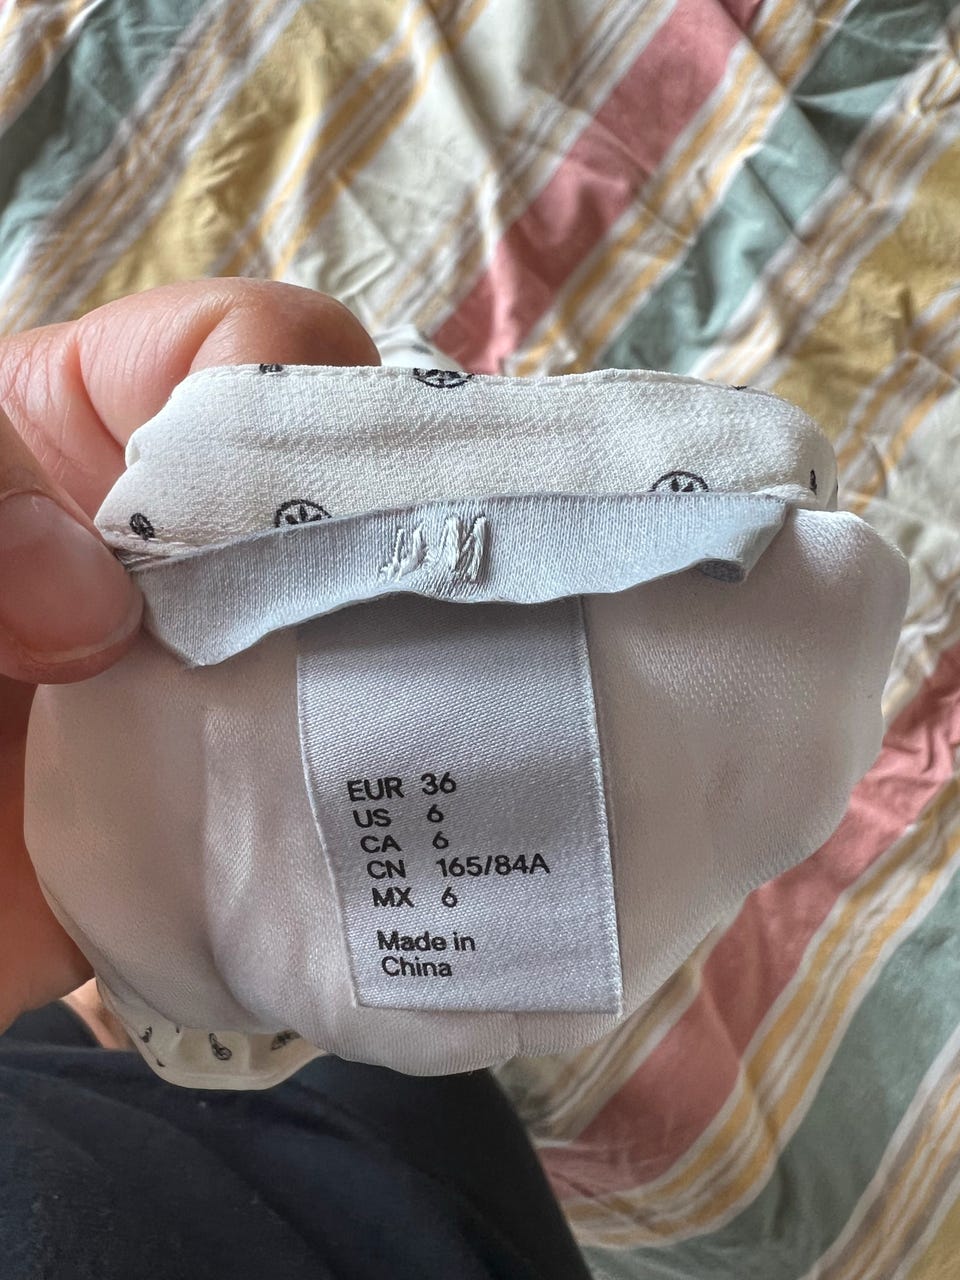 H&M
EUR 36
US 6
CA 6
CN 165/84A
MX 6
Made in
China